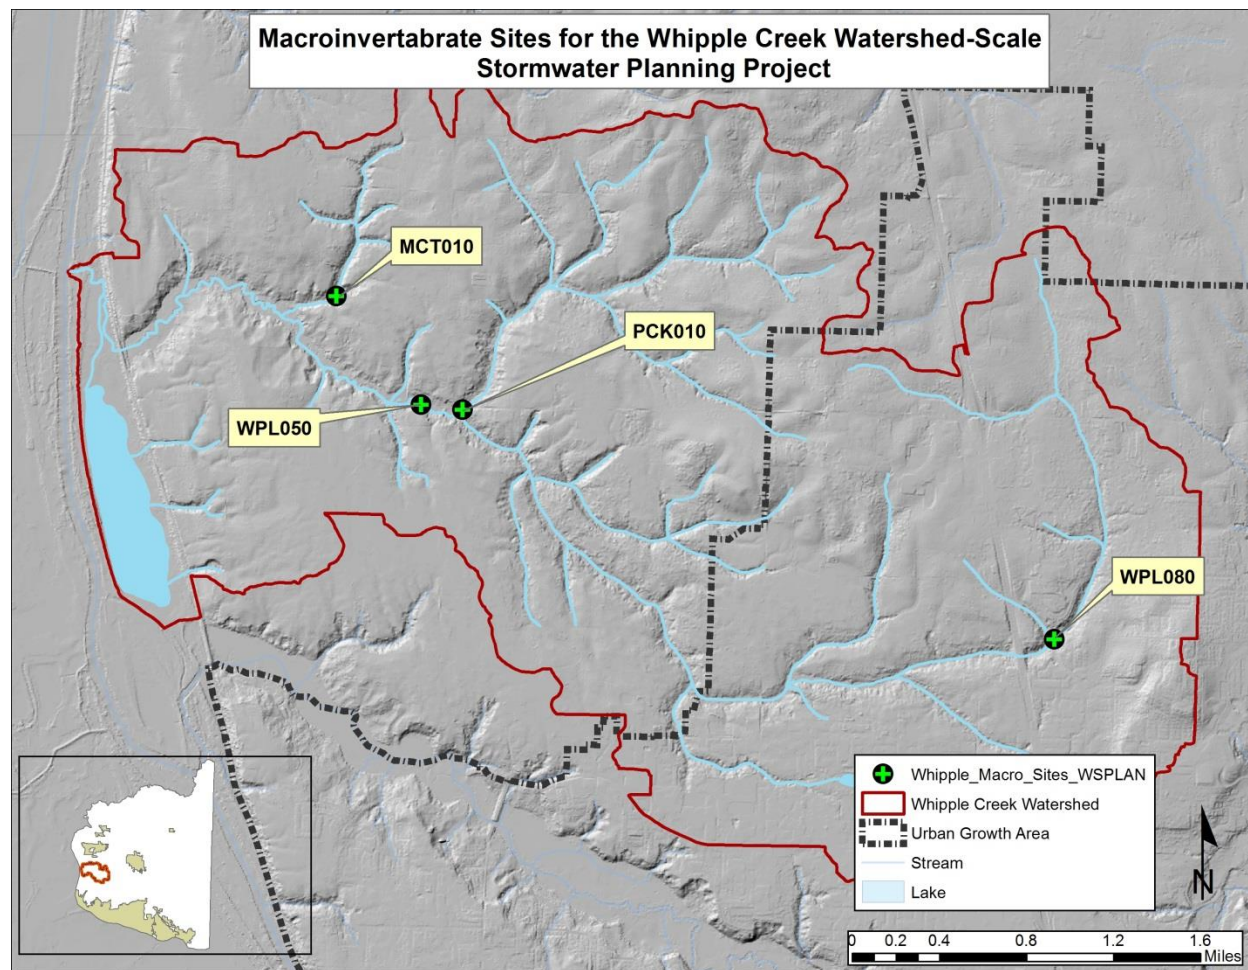 Macroinvertabrate Sites for the Whipple Creek Watershed-Scale
Stormwater Planning Project
MCT010
PCK010
WPL050
WPL080
Whipple_Macro_Sites_WSPLAN
Whipple Creek Watershed
Urban Growth Area
Stream
Lake
N
0 0.2 0.4 0.8 1.2 1.6
Miles